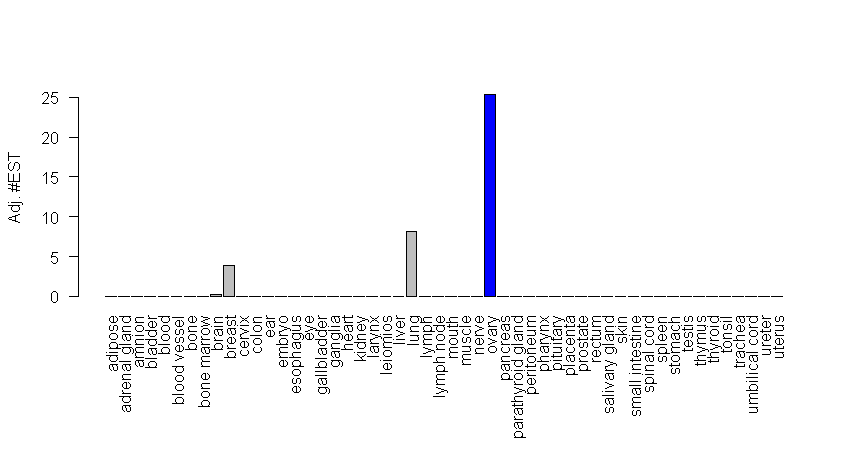 Adj. #EST
25
20
15
10
5
0
adipose
adrenal gland
amnion
bladder
blood
blood vessel
bone
bone marrow
brain
breast
cervix
colon
ear
embryo
esophagus
eye
gallbladder
ganglia
heart
kidney
larynx
leiomios
liver
lung
lymph
lymph node
mouth
muscle
nerve
ovary
pancreas
parathyroid gland
peritoneum
pharynx
pituitary
placenta
prostate
rectum
salivary gland
skin
small intestine
spinal cord
spleen
stomach
testis
thymus
thyroid
tonsil
trachea
umbilical cord
ureter
uterus